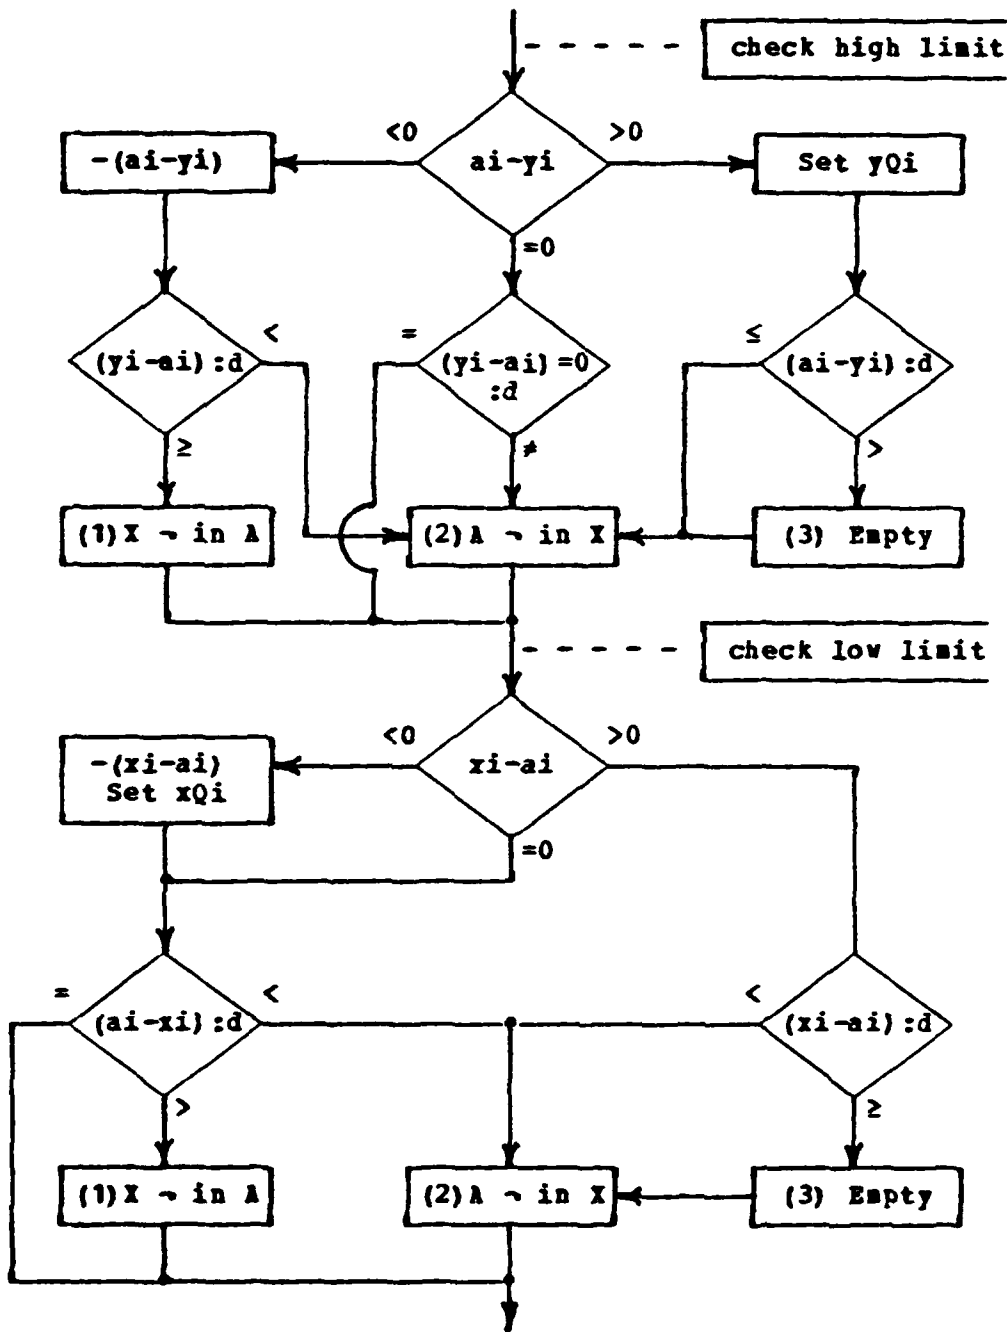 check high limit
<0
>0
-(ai-yi)
ai-yi
Set yQi
=0
<
=
≤
(yi-ai):d
(yi-ai)=0
:d
(ai-yi):d
≥
≠
>
(1)X ¬ in A
(2)A ¬ in X
(3) Empty
check low limit
<0
>0
-(xi-ai)
Set xQi
xi-ai
=0
=
<
<
(ai-xi):d
(xi-ai):d
>
≥
(1)X ¬ in A
(2)A ¬ in X
(3) Empty